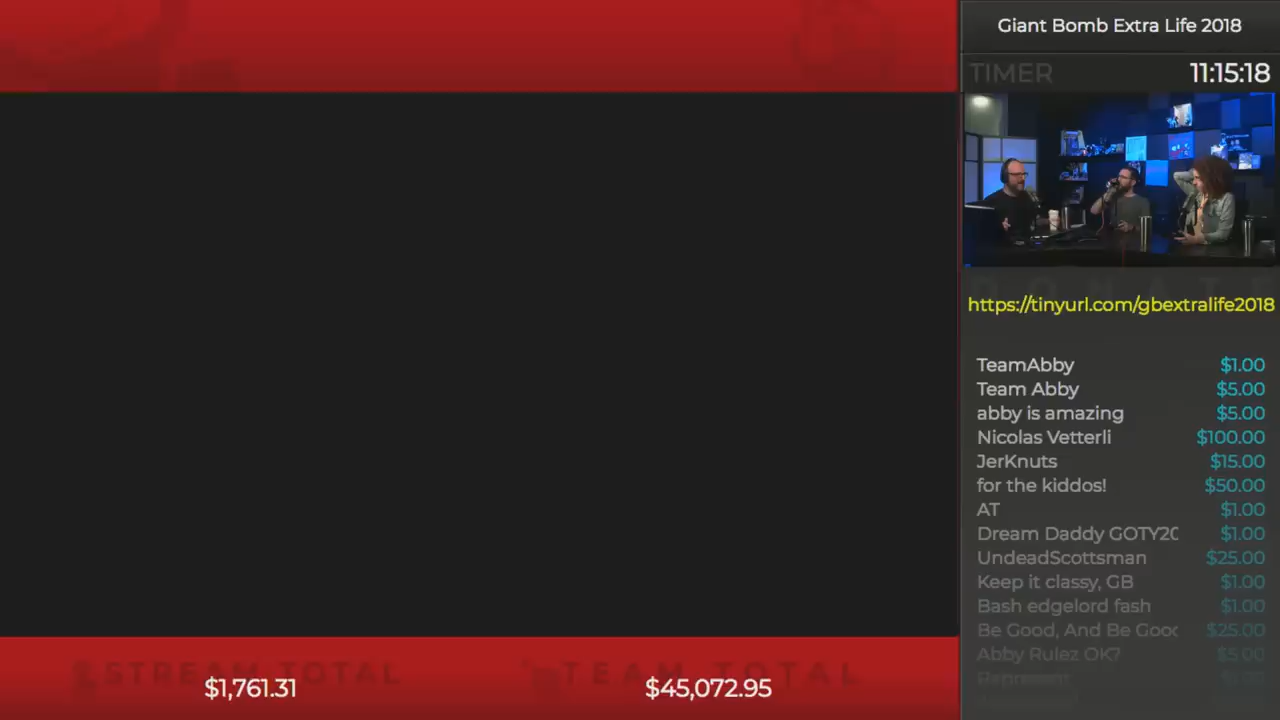 Giant Bomb Extra Life 2018
TIMER 11:15:18
DONATE
https://tinyurl.com/gbextralife2018
TeamAbby $1.00
Team Abby $5.00
abby is amazing $5.00
Nicolas Vetterli $100.00
JerKnuts $15.00
for the kiddos! $50.00
AT $1.00
Dream Daddy GOTY20 $1.00
UndeadScottsman $25.00
Keep it classy, GB $1.00
Bash edgelord fash $1.00
Be Good, And Be Good $25.00
Abby Rulez OK? $5.00
Represent
STREAM TOTAL
$1,761.31
TEAM TOTAL
$45,072.95